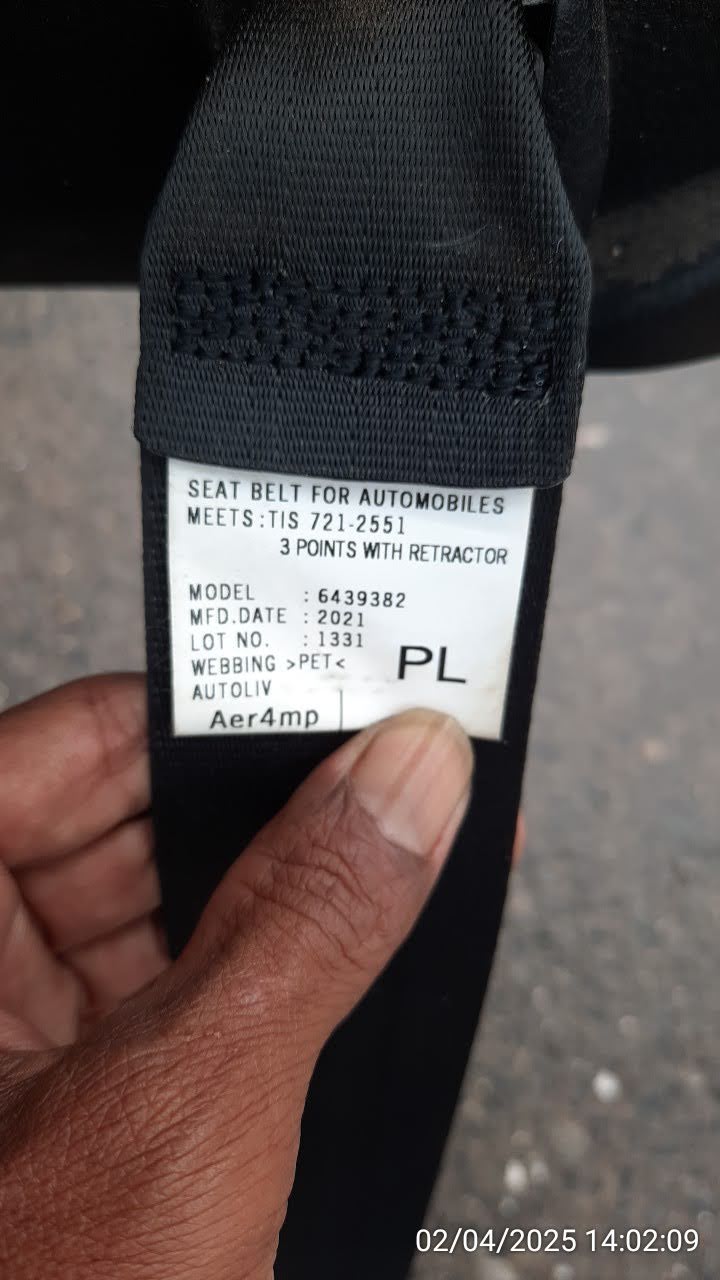 SEAT BELT FOR AUTOMOBILES
MEETS:TIS 721-2551
3 POINTS WITH RETRACTOR
MODEL : 6439382
MFD.DATE : 2021
LOT NO. : 1331
WEBBING >PET<
PL
AUTOLIV
Aer4mp
02/04/2025 14:02:09